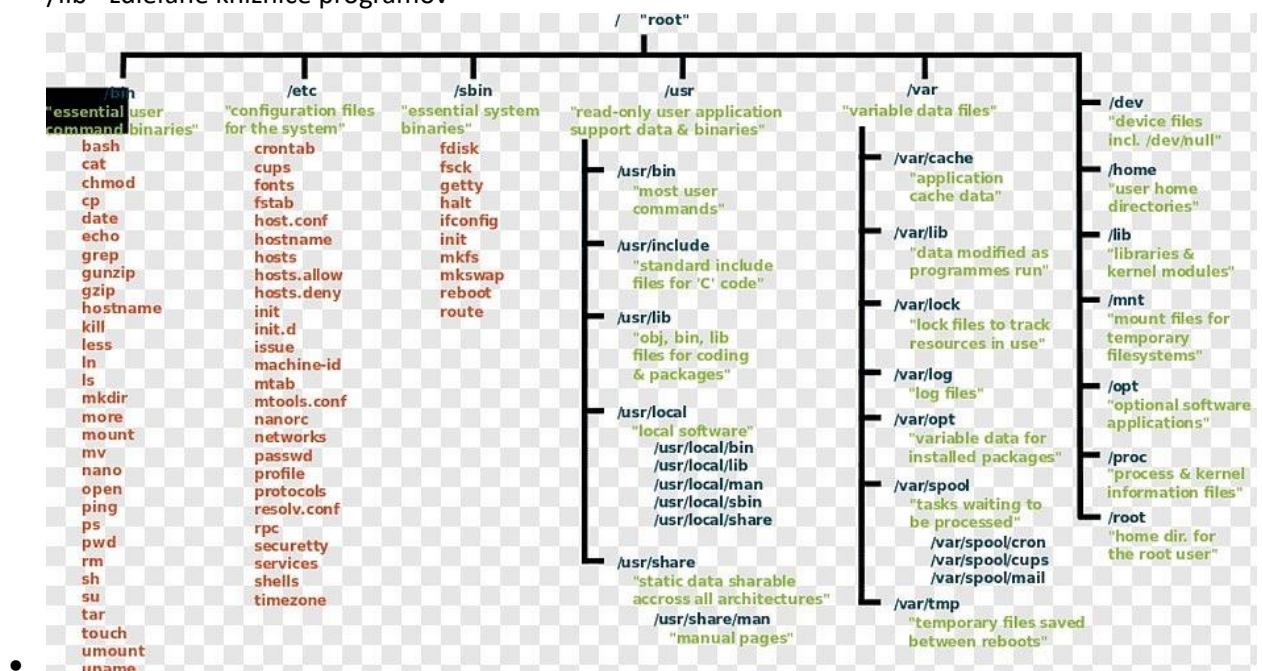 /lib - zdieľané knižnice programov
/ "root"
/bin
"essential user
command binaries"
bash
cat
chmod
cp
date
echo
grep
gunzip
gzip
hostname
kill
less
ln
ls
mkdir
more
mount
mv
nano
open
ping
ps
pwd
rm
sh
su
tar
touch
umount
uname
/etc
"configuration files
for the system"
crontab
cups
fonts
fstab
host.conf
hostname
hosts
hosts.allow
hosts.deny
init
init.d
issue
machine-id
mtab
mtools.conf
nanorc
networks
passwd
profile
protocols
resolv.conf
rpc
securetty
services
shells
timezone
/sbin
"essential system
binaries"
fdisk
fsck
getty
halt
ifconfig
init
mkfs
mkswap
reboot
route
/usr
"read-only user application
support data & binaries"
/usr/bin
"most user
commands"
/usr/include
"standard include
files for 'C' code"
/usr/lib
"obj, bin, lib
files for coding
& packages"
/usr/local
"local software"
/usr/local/bin
/usr/local/lib
/usr/local/man
/usr/local/sbin
/usr/local/share
/usr/share
"static data sharable
accross all architectures"
/usr/share/man
"manual pages"
/var
"variable data files"
/var/cache
"application
cache data"
/var/lib
"data modified as
programmes run"
/var/lock
"lock files to track
resources in use"
/var/log
"log files"
/var/opt
"variable data for
installed packages"
/var/spool
"tasks waiting to
be processed"
/var/spool/cron
/var/spool/cups
/var/spool/mail
/var/tmp
"temporary files saved
between reboots"
/dev
"device files
incl. /dev/null"
/home
"user home
directories"
/lib
"libraries &
kernel modules"
/mnt
"mount files for
temporary
filesystems"
/opt
"optional software
applications"
/proc
"process & kernel
information files"
/root
"home dir. for
the root user"